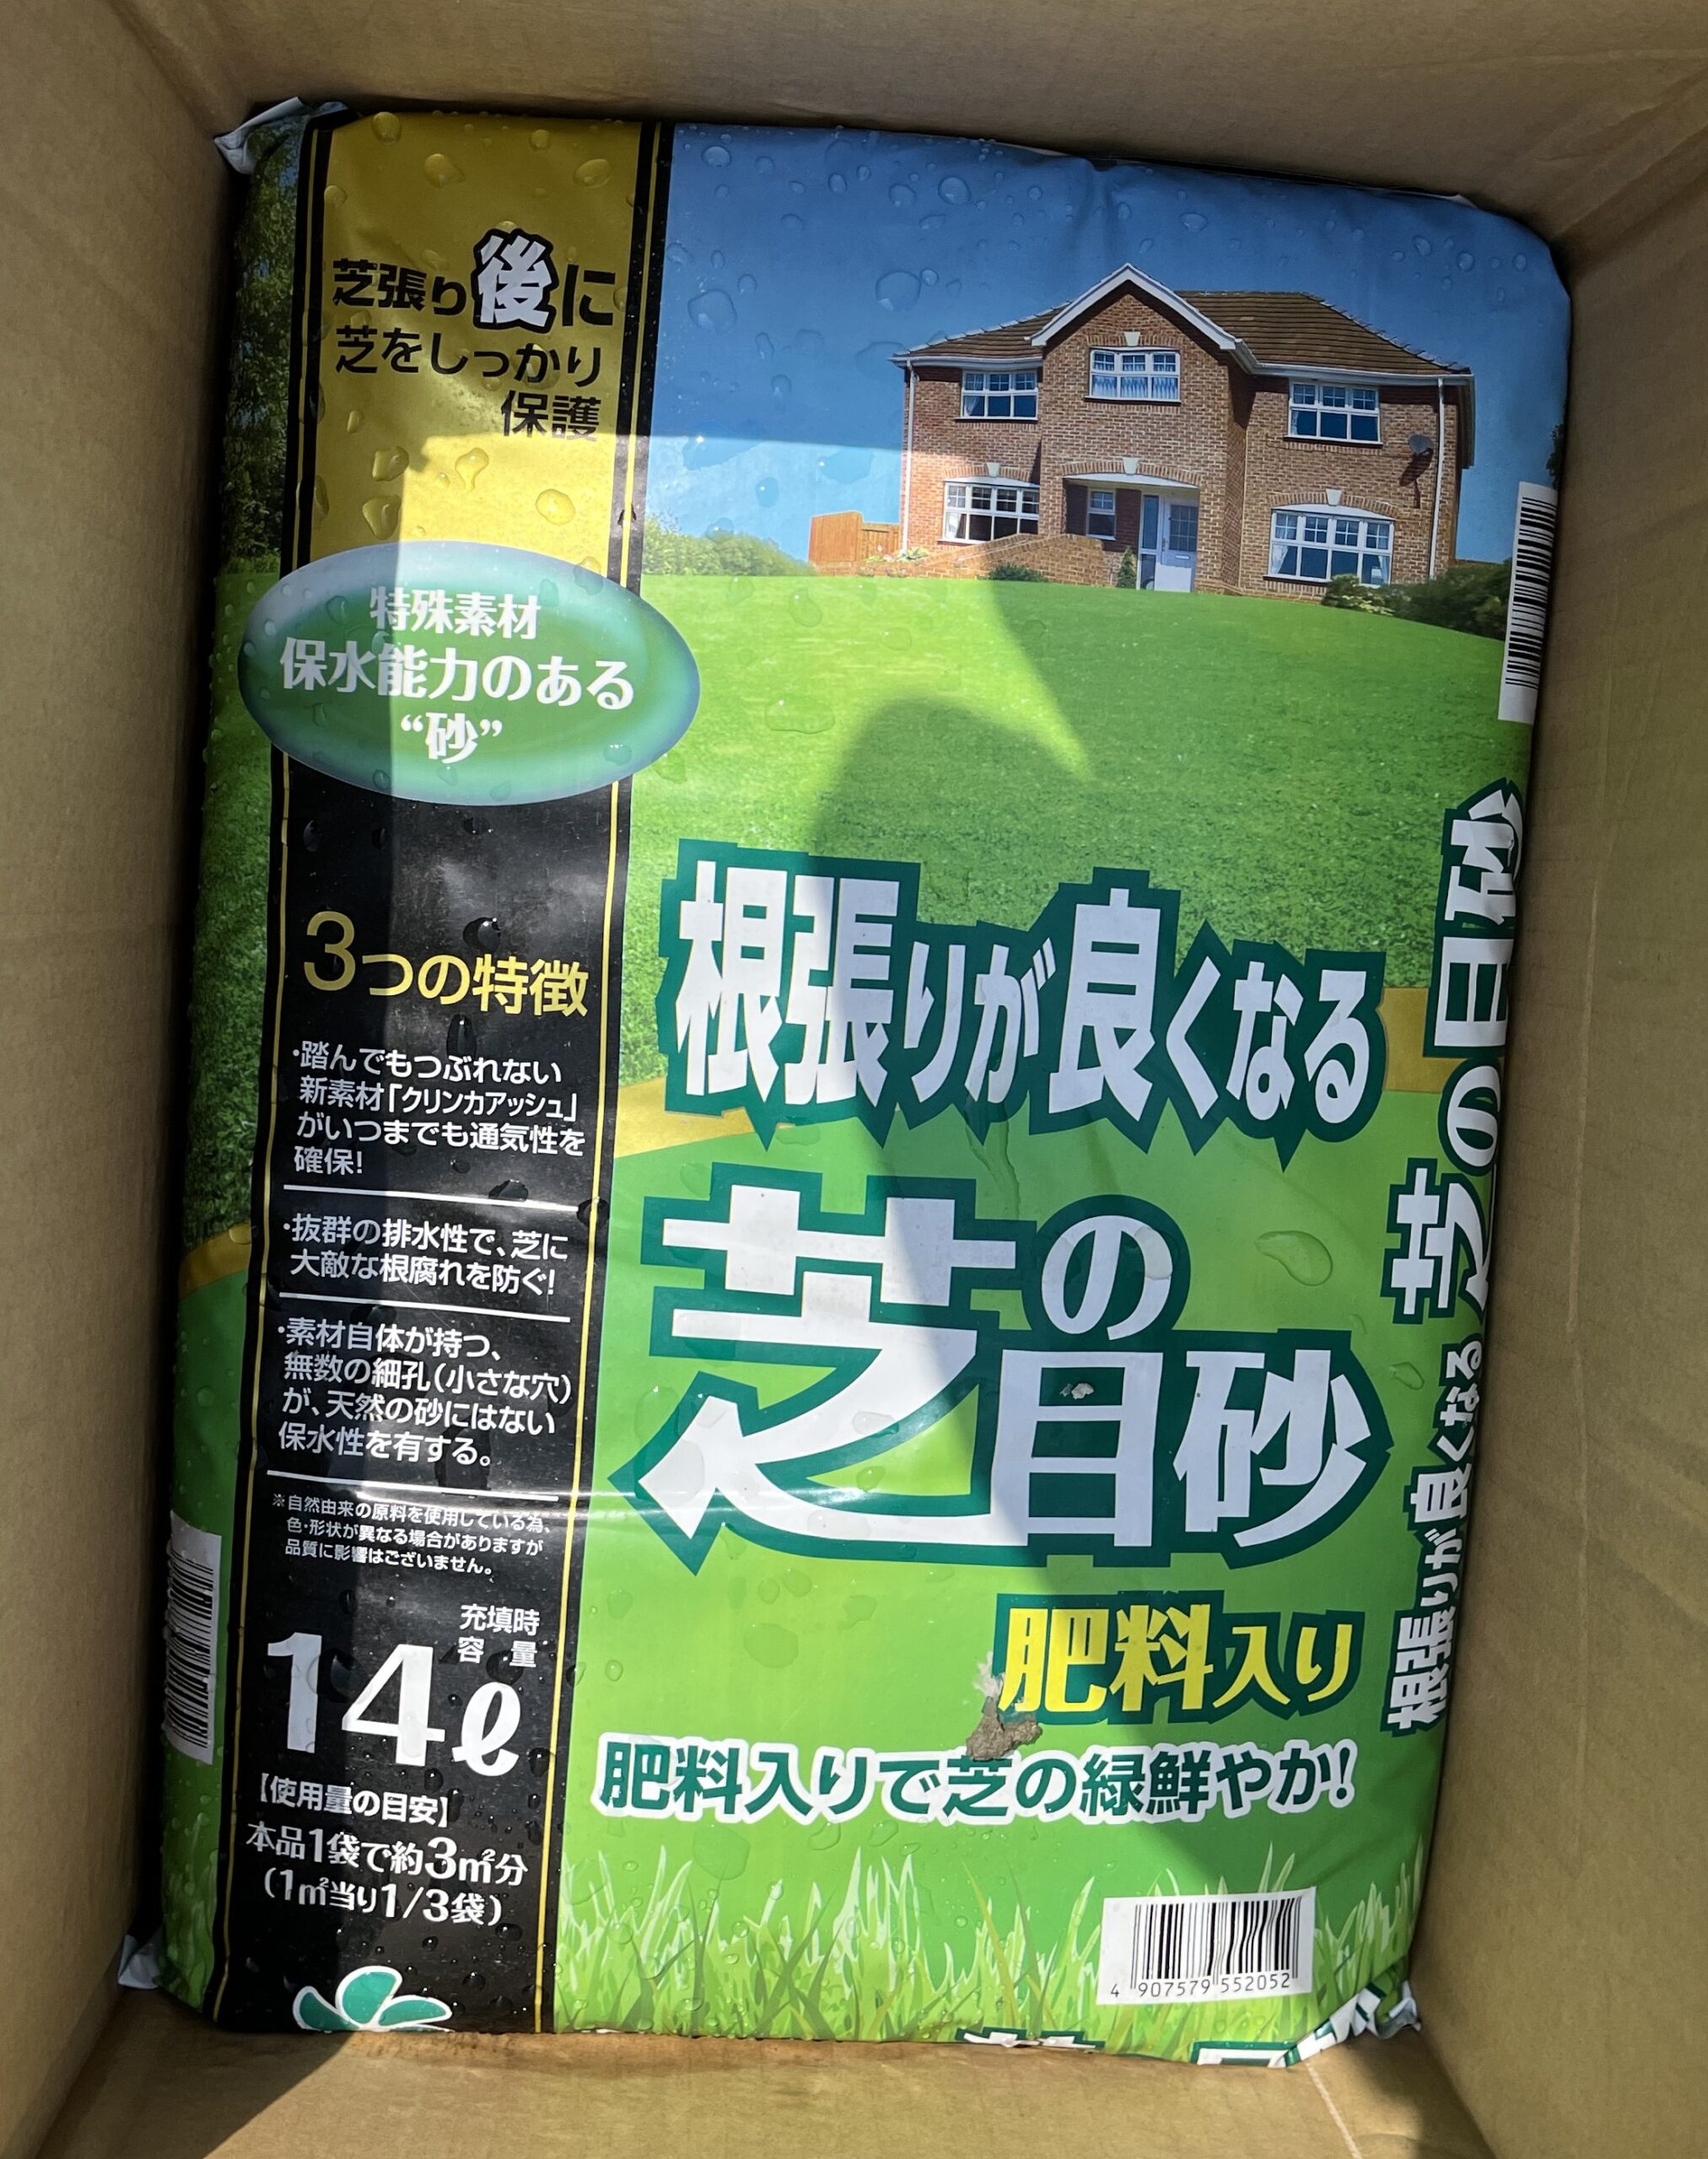 芝張り後に
芝をしっかり
保護
特殊素材
保水能力のある
“砂”
3つの特徴
・踏んでもつぶれない
新素材｢クリンカアッシュ｣
がいつまでも通気性を
確保!
・抜群の排水性で、芝に
大敵な根腐れを防ぐ!
・素材自体が持つ、
無数の細孔(小さな穴)
が、天然の砂にはない
保水性を有する。
※自然由来の原料を使用している為、
色・形状が異なる場合がありますが
品質に影響はございません。
充填時
容量
14ℓ
【使用量の目安】
本品1袋で約3㎡分
(1㎡当り1/3袋)
根張りが良くなる
芝の
目砂
肥料入り
肥料入りで芝の緑鮮やか!
4 907579 552052
根張りが良くなる 芝の目砂